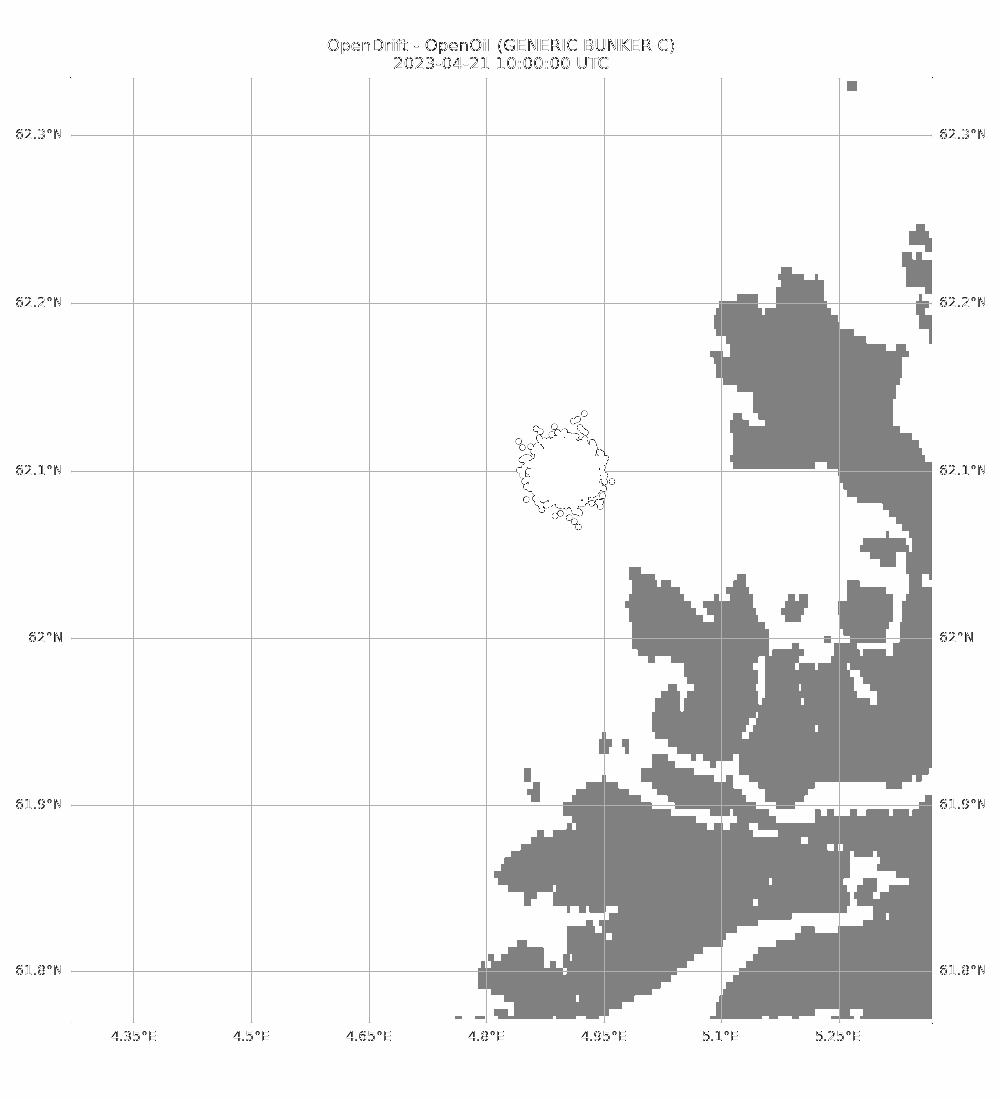 OpenDrift - OpenOil (GENERIC BUNKER C)
2023-04-21 10:00:00 UTC
62.3°N 62.3°N
62.2°N 62.2°N
62.1°N 62.1°N
62°N 62°N
61.9°N 61.9°N
61.8°N 61.8°N
4.35°E 4.5°E 4.65°E 4.8°E 4.95°E 5.1°E 5.25°E